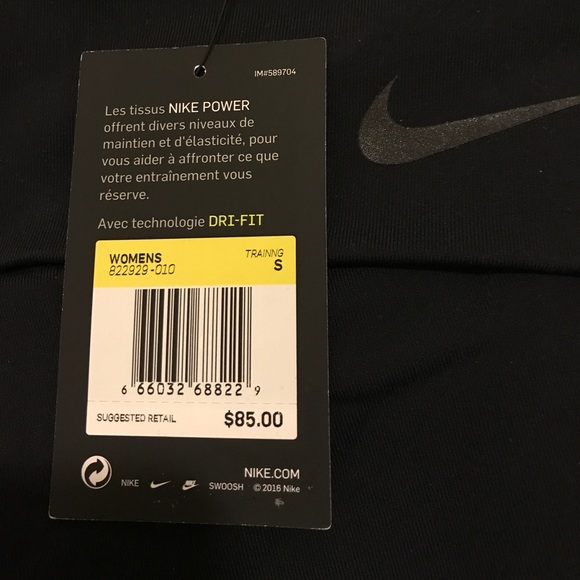 IM#589704
Les tissus NIKE POWER
offrent divers niveaux de
maintien et d'élasticité, pour
vous aider à affronter ce que
votre entraînement vous
réserve.
Avec technologie DRI-FIT
WOMENS TRAINNG
822929-010 S
6 66032 68822 9
SUGGESTED RETAIL $85.00
NIKE.COM
NIKE SWOOSH © 2016 Nike